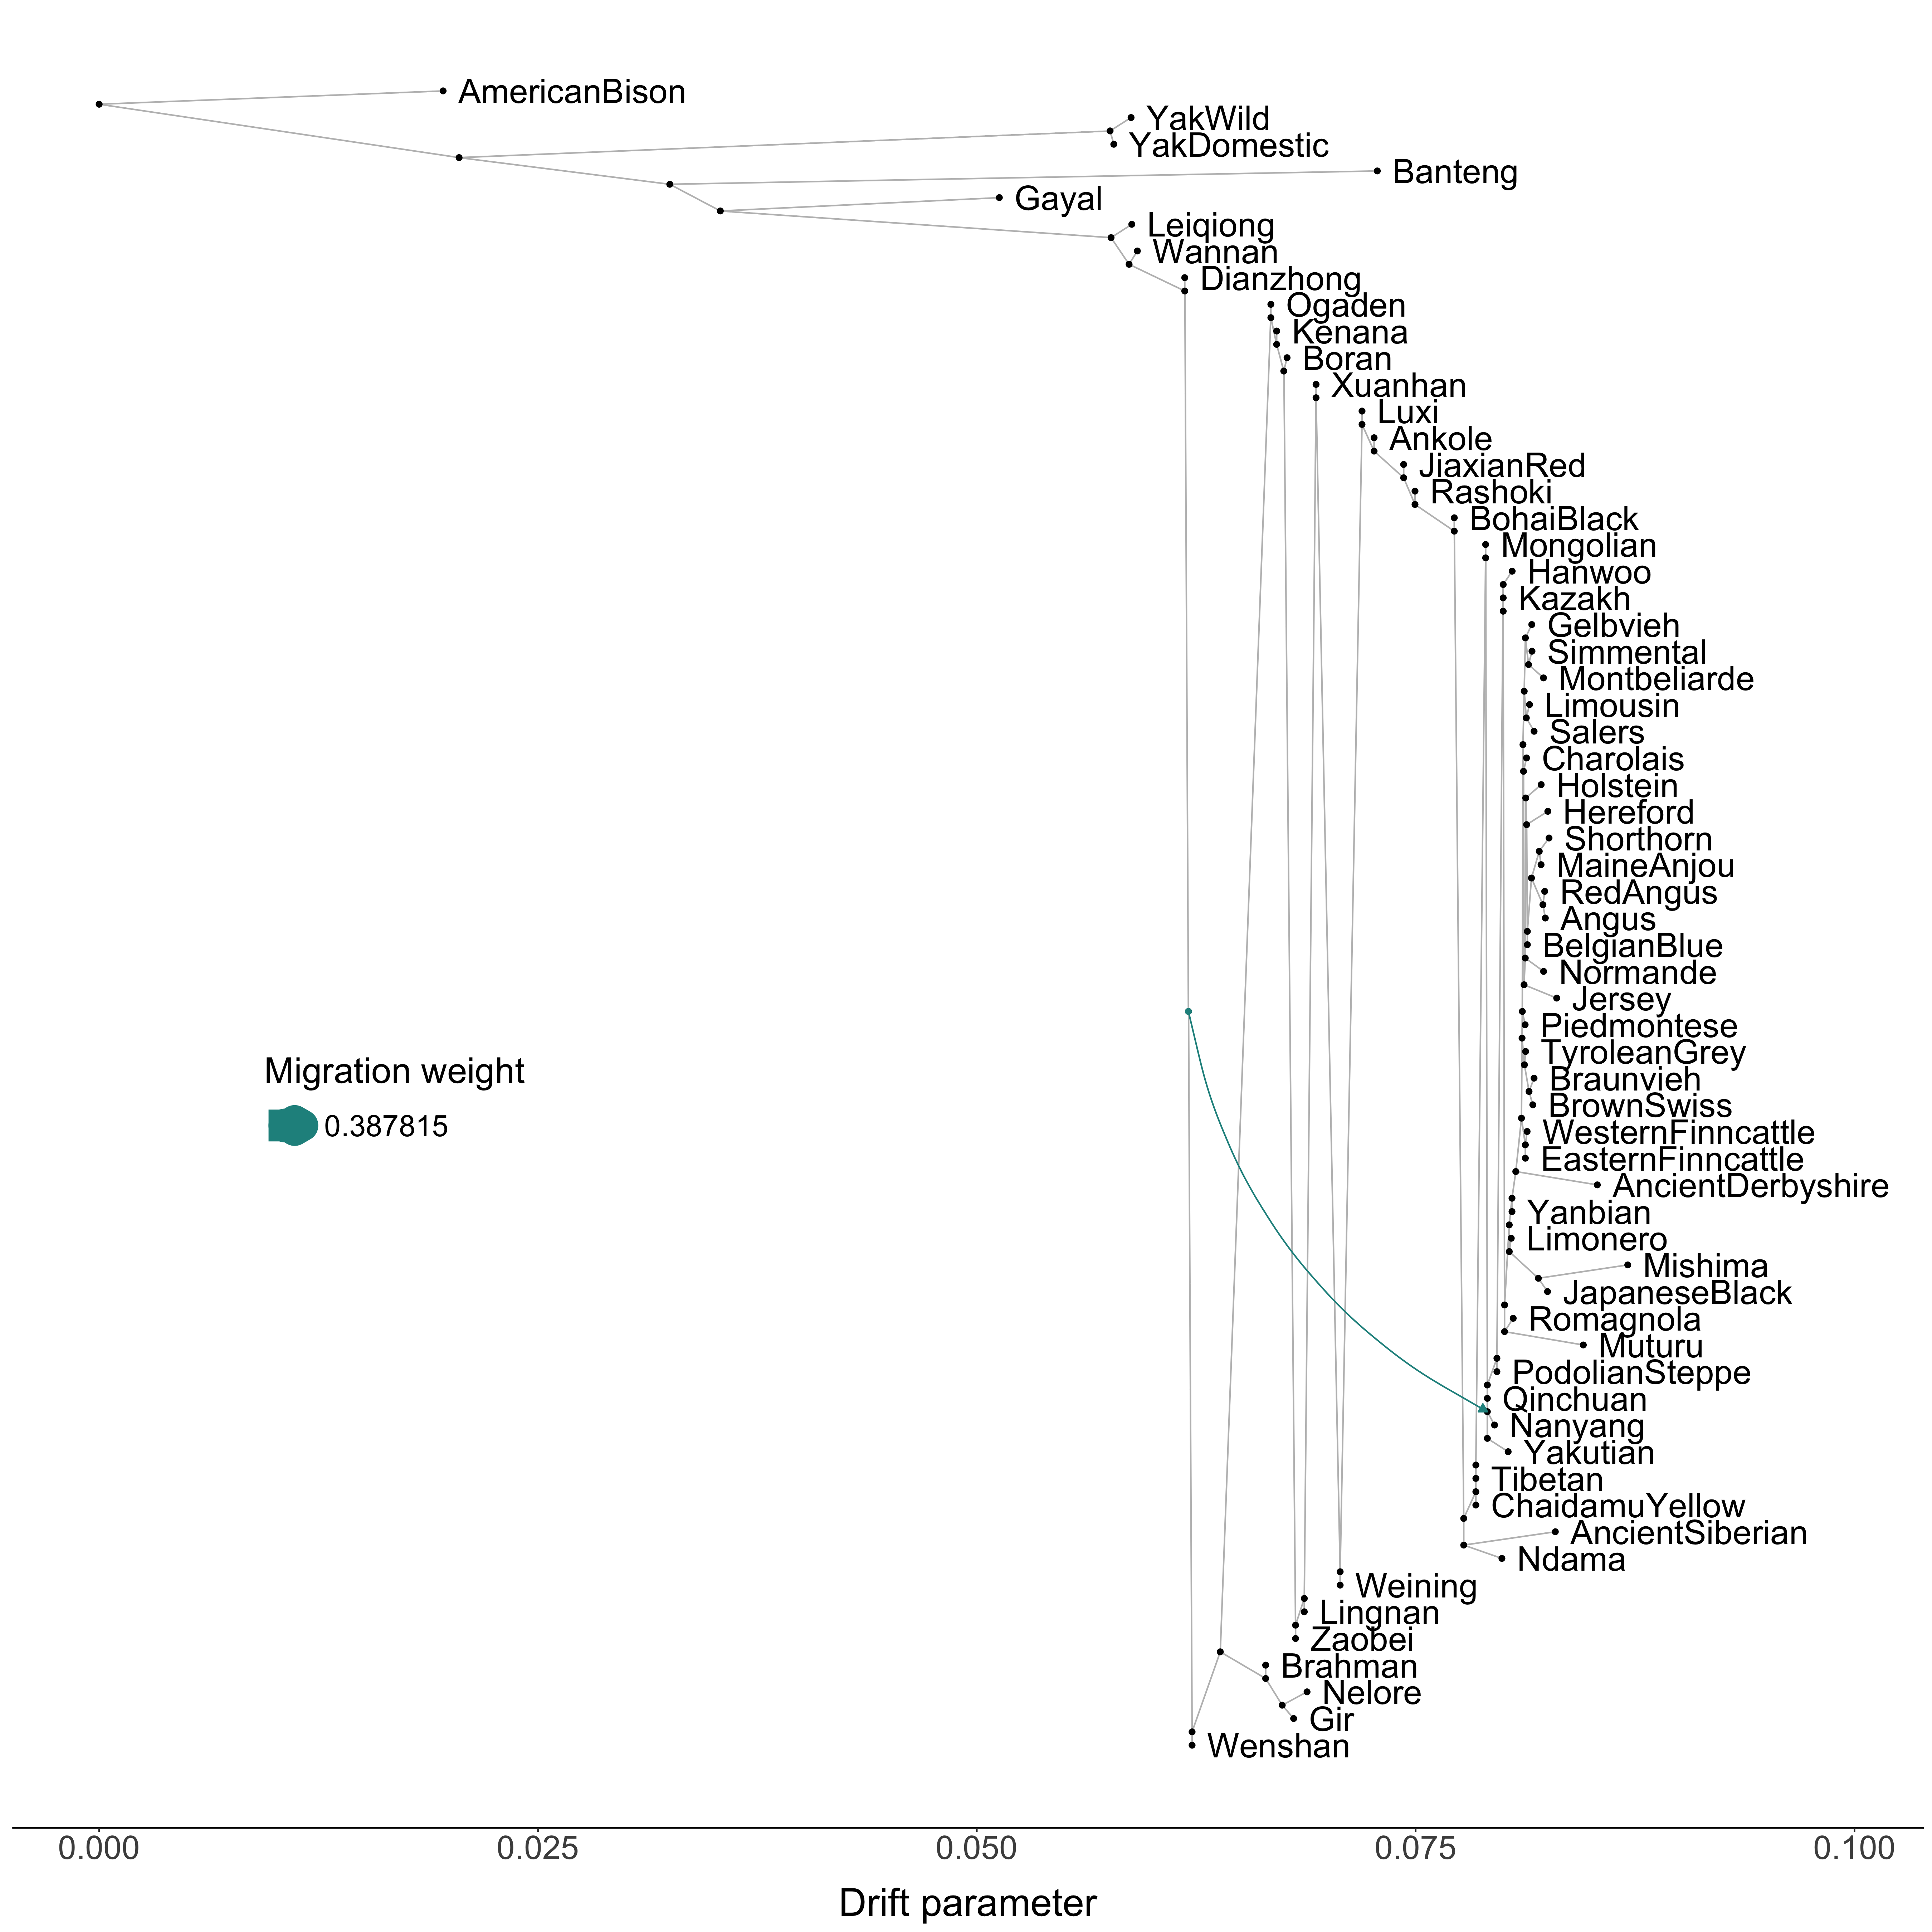 AmericanBison
YakWild
YakDomestic
Banteng
Gayal
Leiqiong
Wannan
Dianzhong
Ogaden
Kenana
Boran
Xuanhan
Luxi
Ankole
JiaxianRed
Rashoki
BohaiBlack
Mongolian
Hanwoo
Kazakh
Gelbvieh
Simmental
Montbeliarde
Limousin
Salers
Charolais
Holstein
Hereford
Shorthorn
MaineAnjou
RedAngus
Angus
BelgianBlue
Normande
Jersey
Piedmontese
TyroleanGrey
Braunvieh
BrownSwiss
WesternFinncattle
EasternFinncattle
AncientDerbyshire
Yanbian
Limonero
Mishima
JapaneseBlack
Romagnola
Muturu
PodolianSteppe
Qinchuan
Nanyang
Yakutian
Tibetan
ChaidamuYellow
AncientSiberian
Ndama
Weining
Lingnan
Zaobei
Brahman
Nelore
Gir
Wenshan
Migration weight
0.387815
0.000 0.025 0.050 0.075 0.100
Drift parameter